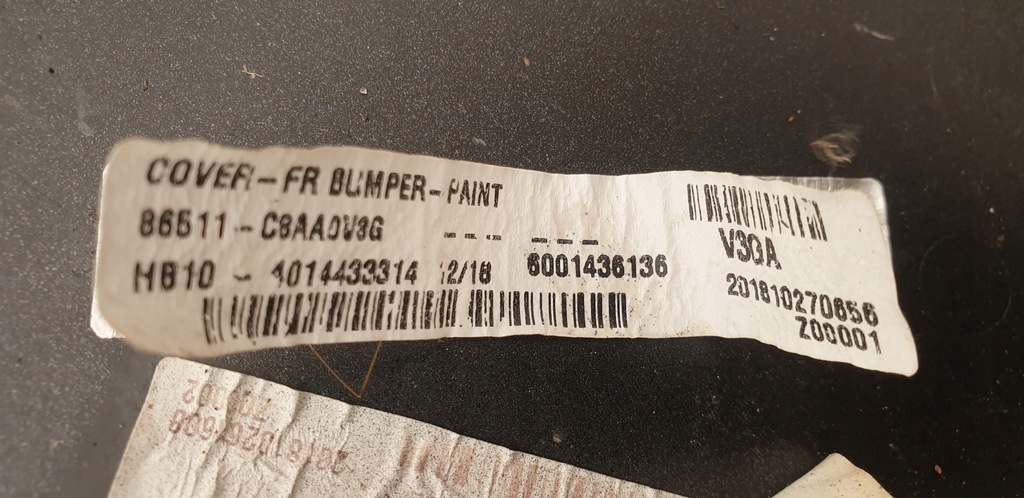 COVER-FR BUMPER-PAINT
86511-C8AA0V3G --- ---
HB10 - 4014433314 12/18 6001436136
V3GA
201810270656
Z00001